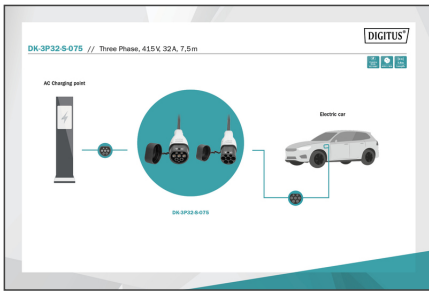 DIGITUS®
DK-3P32-S-075 // Three Phase, 415 V, 32 A, 7,5 m
AC Charging point
Electric car
DK-3P32-S-075